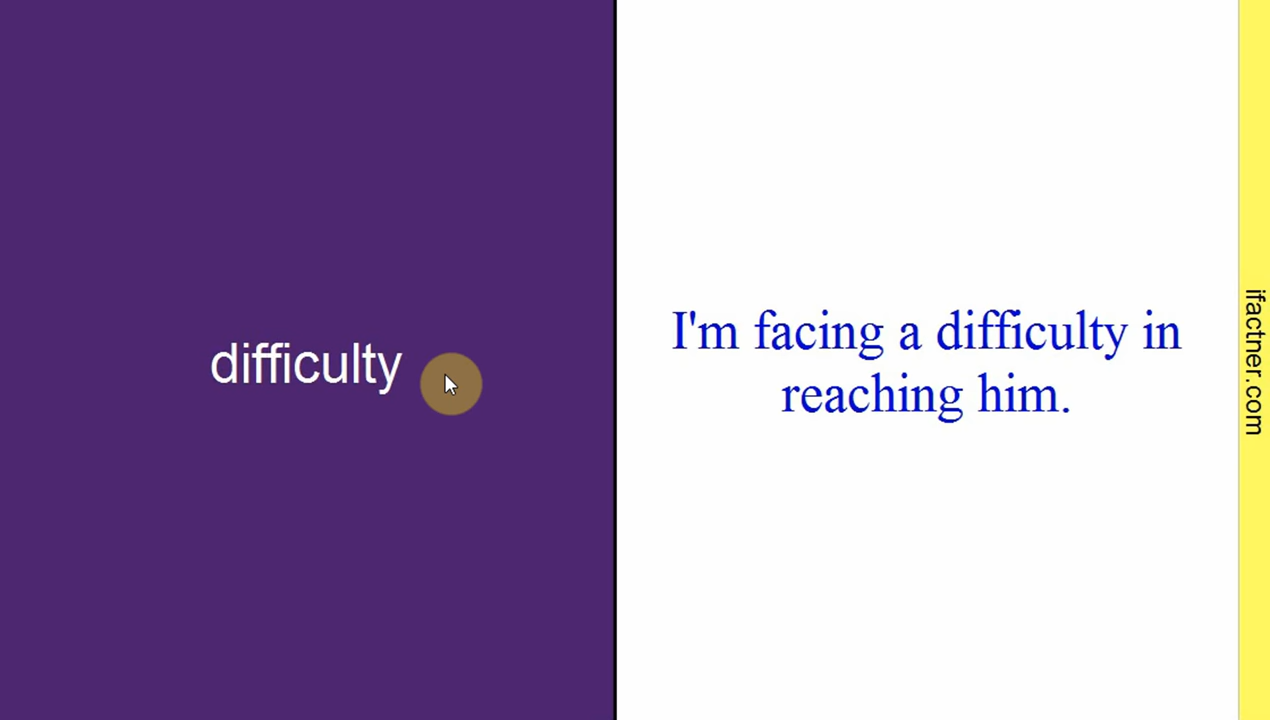 difficulty
I'm facing a difficulty in
reaching him.
ifactner.com